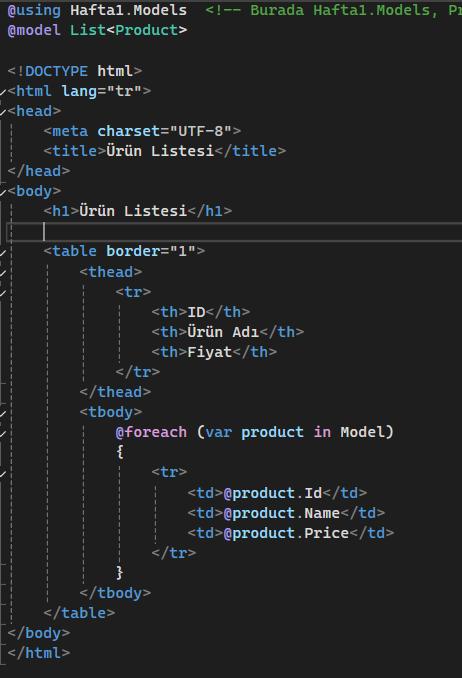 @using Hafta1.Models  <!-- Burada Hafta1.Models, Pr
@model List<Product>
<!DOCTYPE html>
<html lang="tr">
<head>
    <meta charset="UTF-8">
    <title>Ürün Listesi</title>
</head>
<body>
    <h1>Ürün Listesi</h1>
    <table border="1">
        <thead>
            <tr>
                <th>ID</th>
                <th>Ürün Adı</th>
                <th>Fiyat</th>
            </tr>
        </thead>
        <tbody>
            @foreach (var product in Model)
            {
                <tr>
                    <td>@product.Id</td>
                    <td>@product.Name</td>
                    <td>@product.Price</td>
                </tr>
            }
        </tbody>
    </table>
</body>
</html>